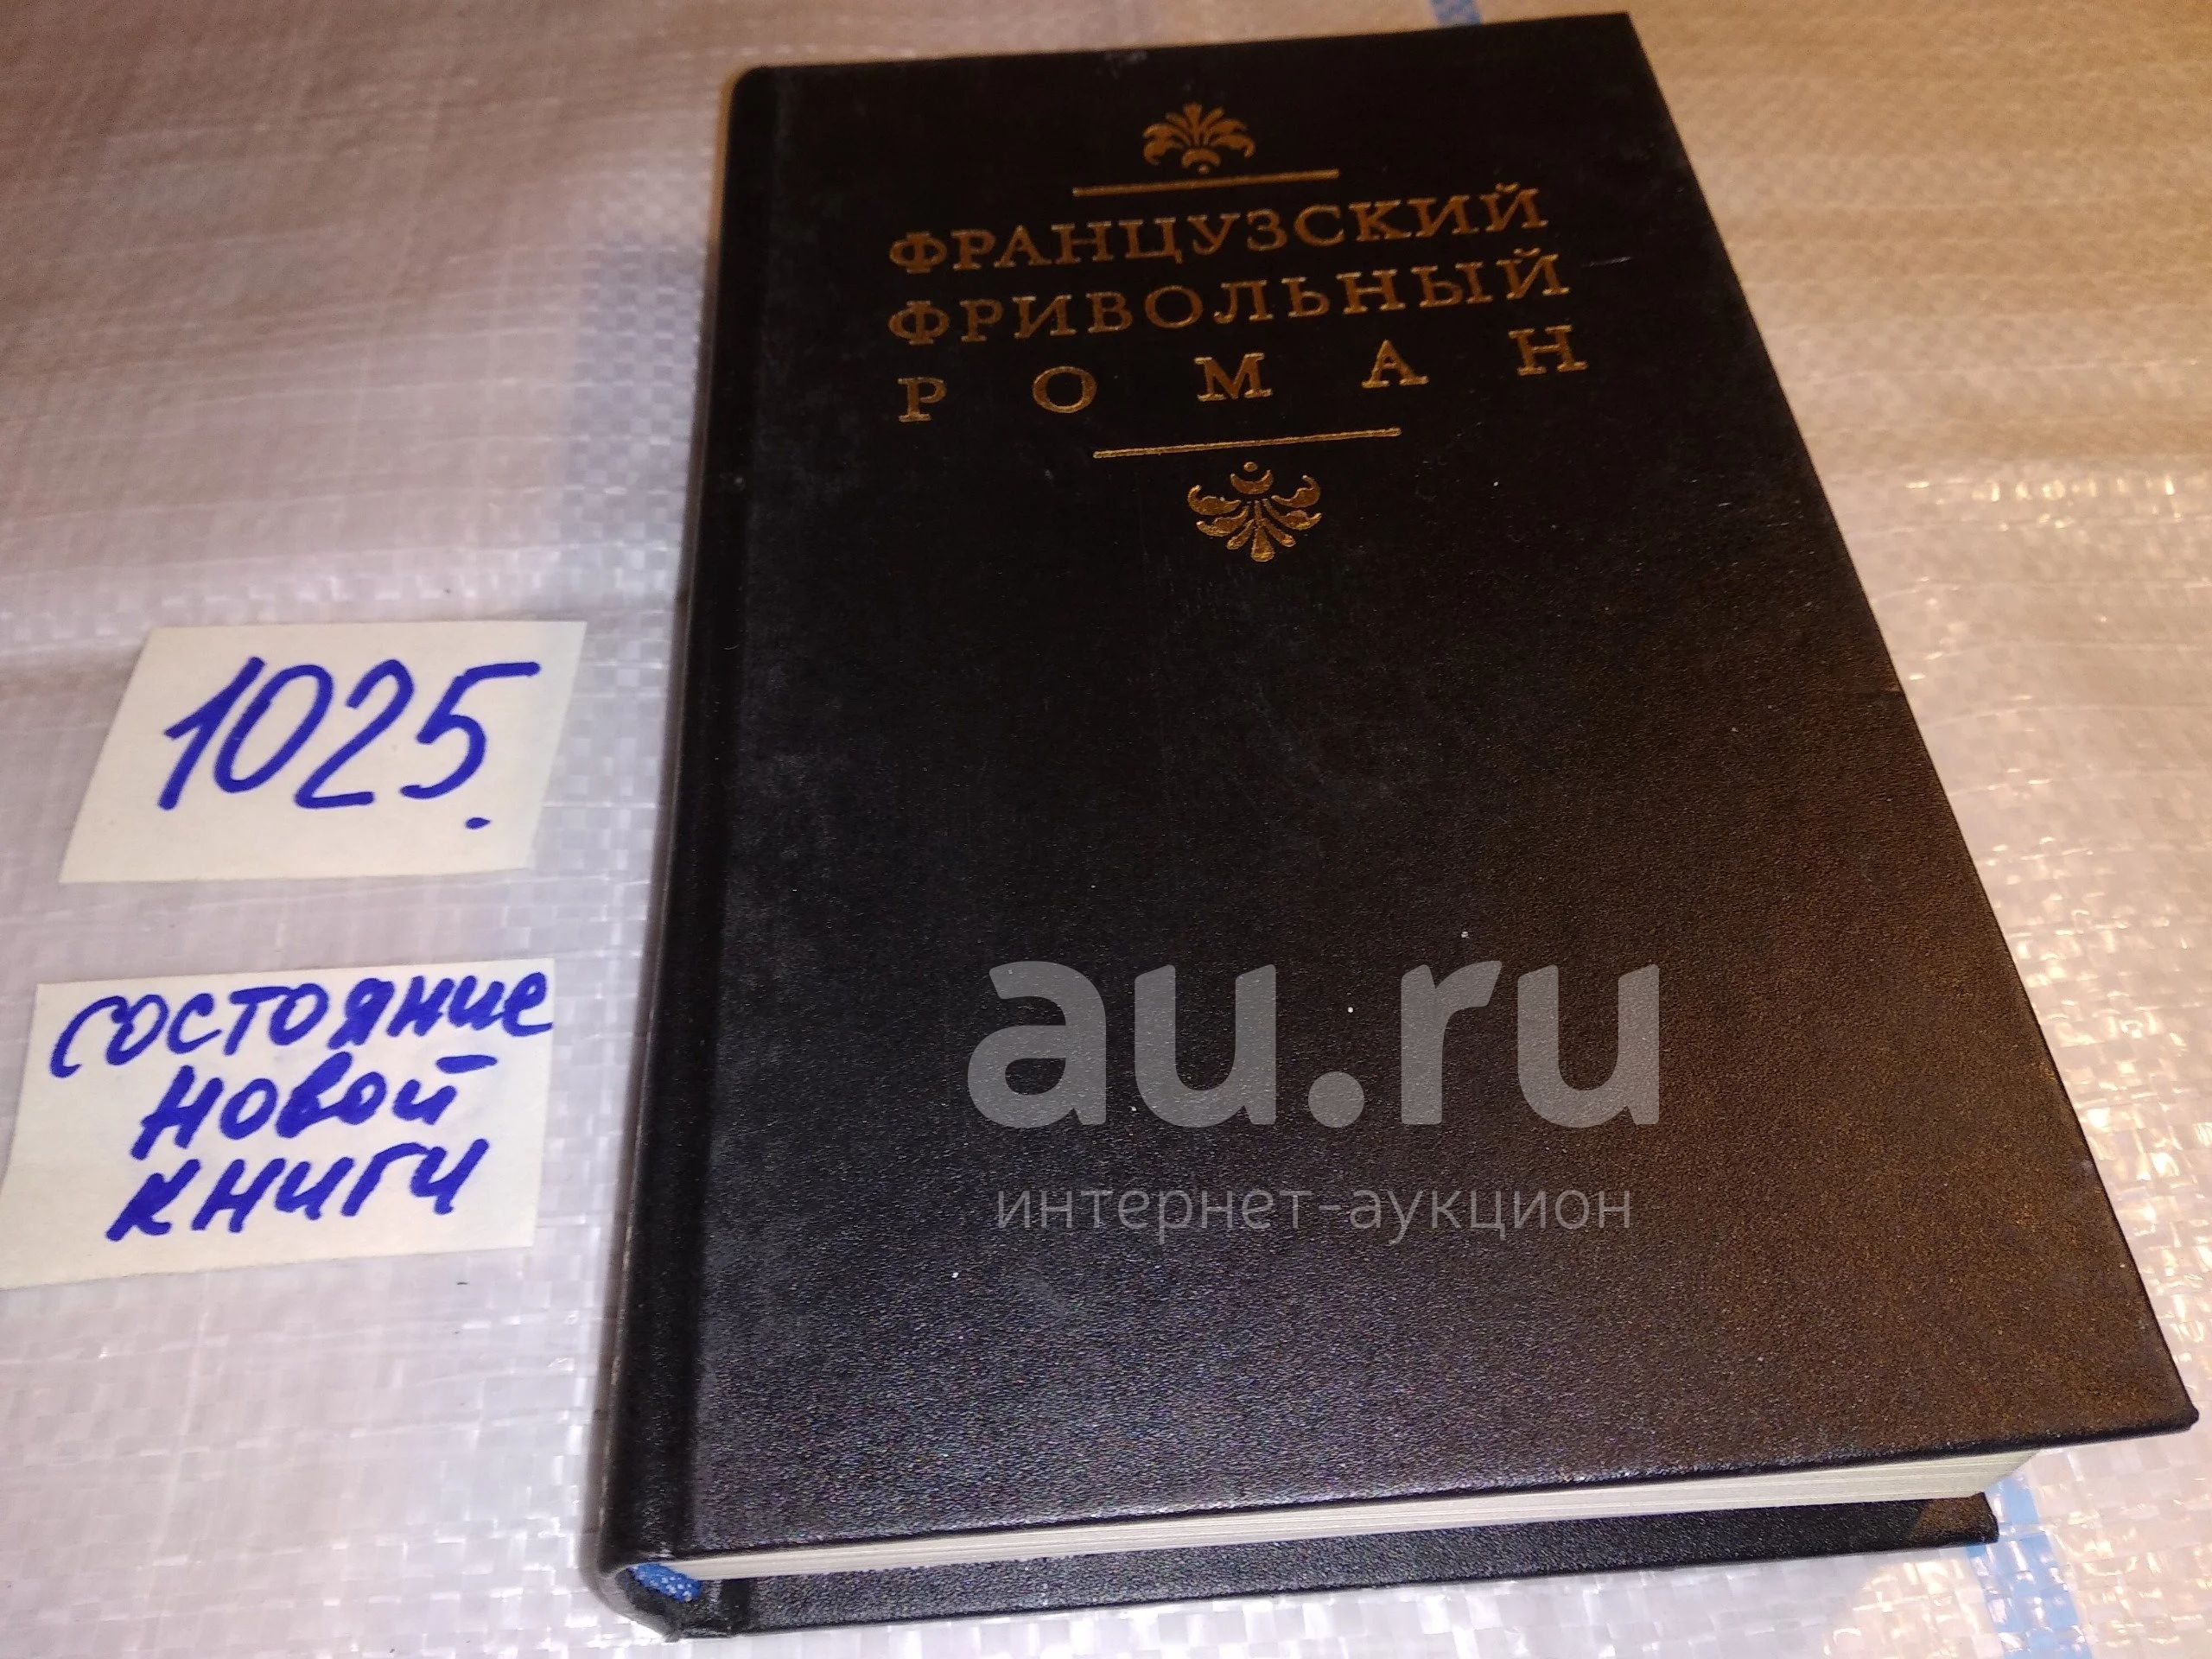 ФРАНЦУЗСКИЙ
ФРИВОЛЬНЫЙ
РОМАН
1025.
состояние
новой
книги
au.ru
интернет-аукцион